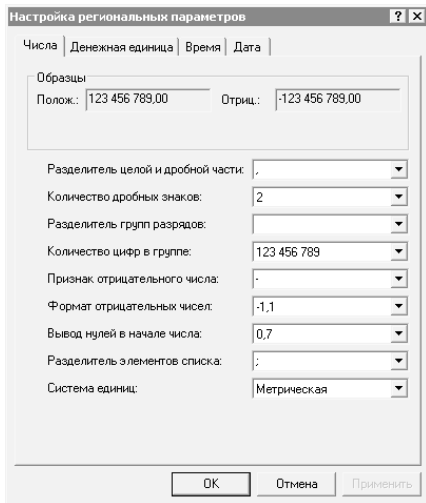 Настройка региональных параметров
Числа Денежная единица Время Дата
Образцы
Полож.: 123 456 789,00 Отриц.: -123 456 789,00
Разделитель целой и дробной части: ,
Количество дробных знаков: 2
Разделитель групп разрядов:
Количество цифр в группе: 123 456 789
Признак отрицательного числа: -
Формат отрицательных чисел: -1,1
Вывод нулей в начале числа: 0,7
Разделитель элементов списка: ;
Система единиц: Метрическая
OK Отмена Применить